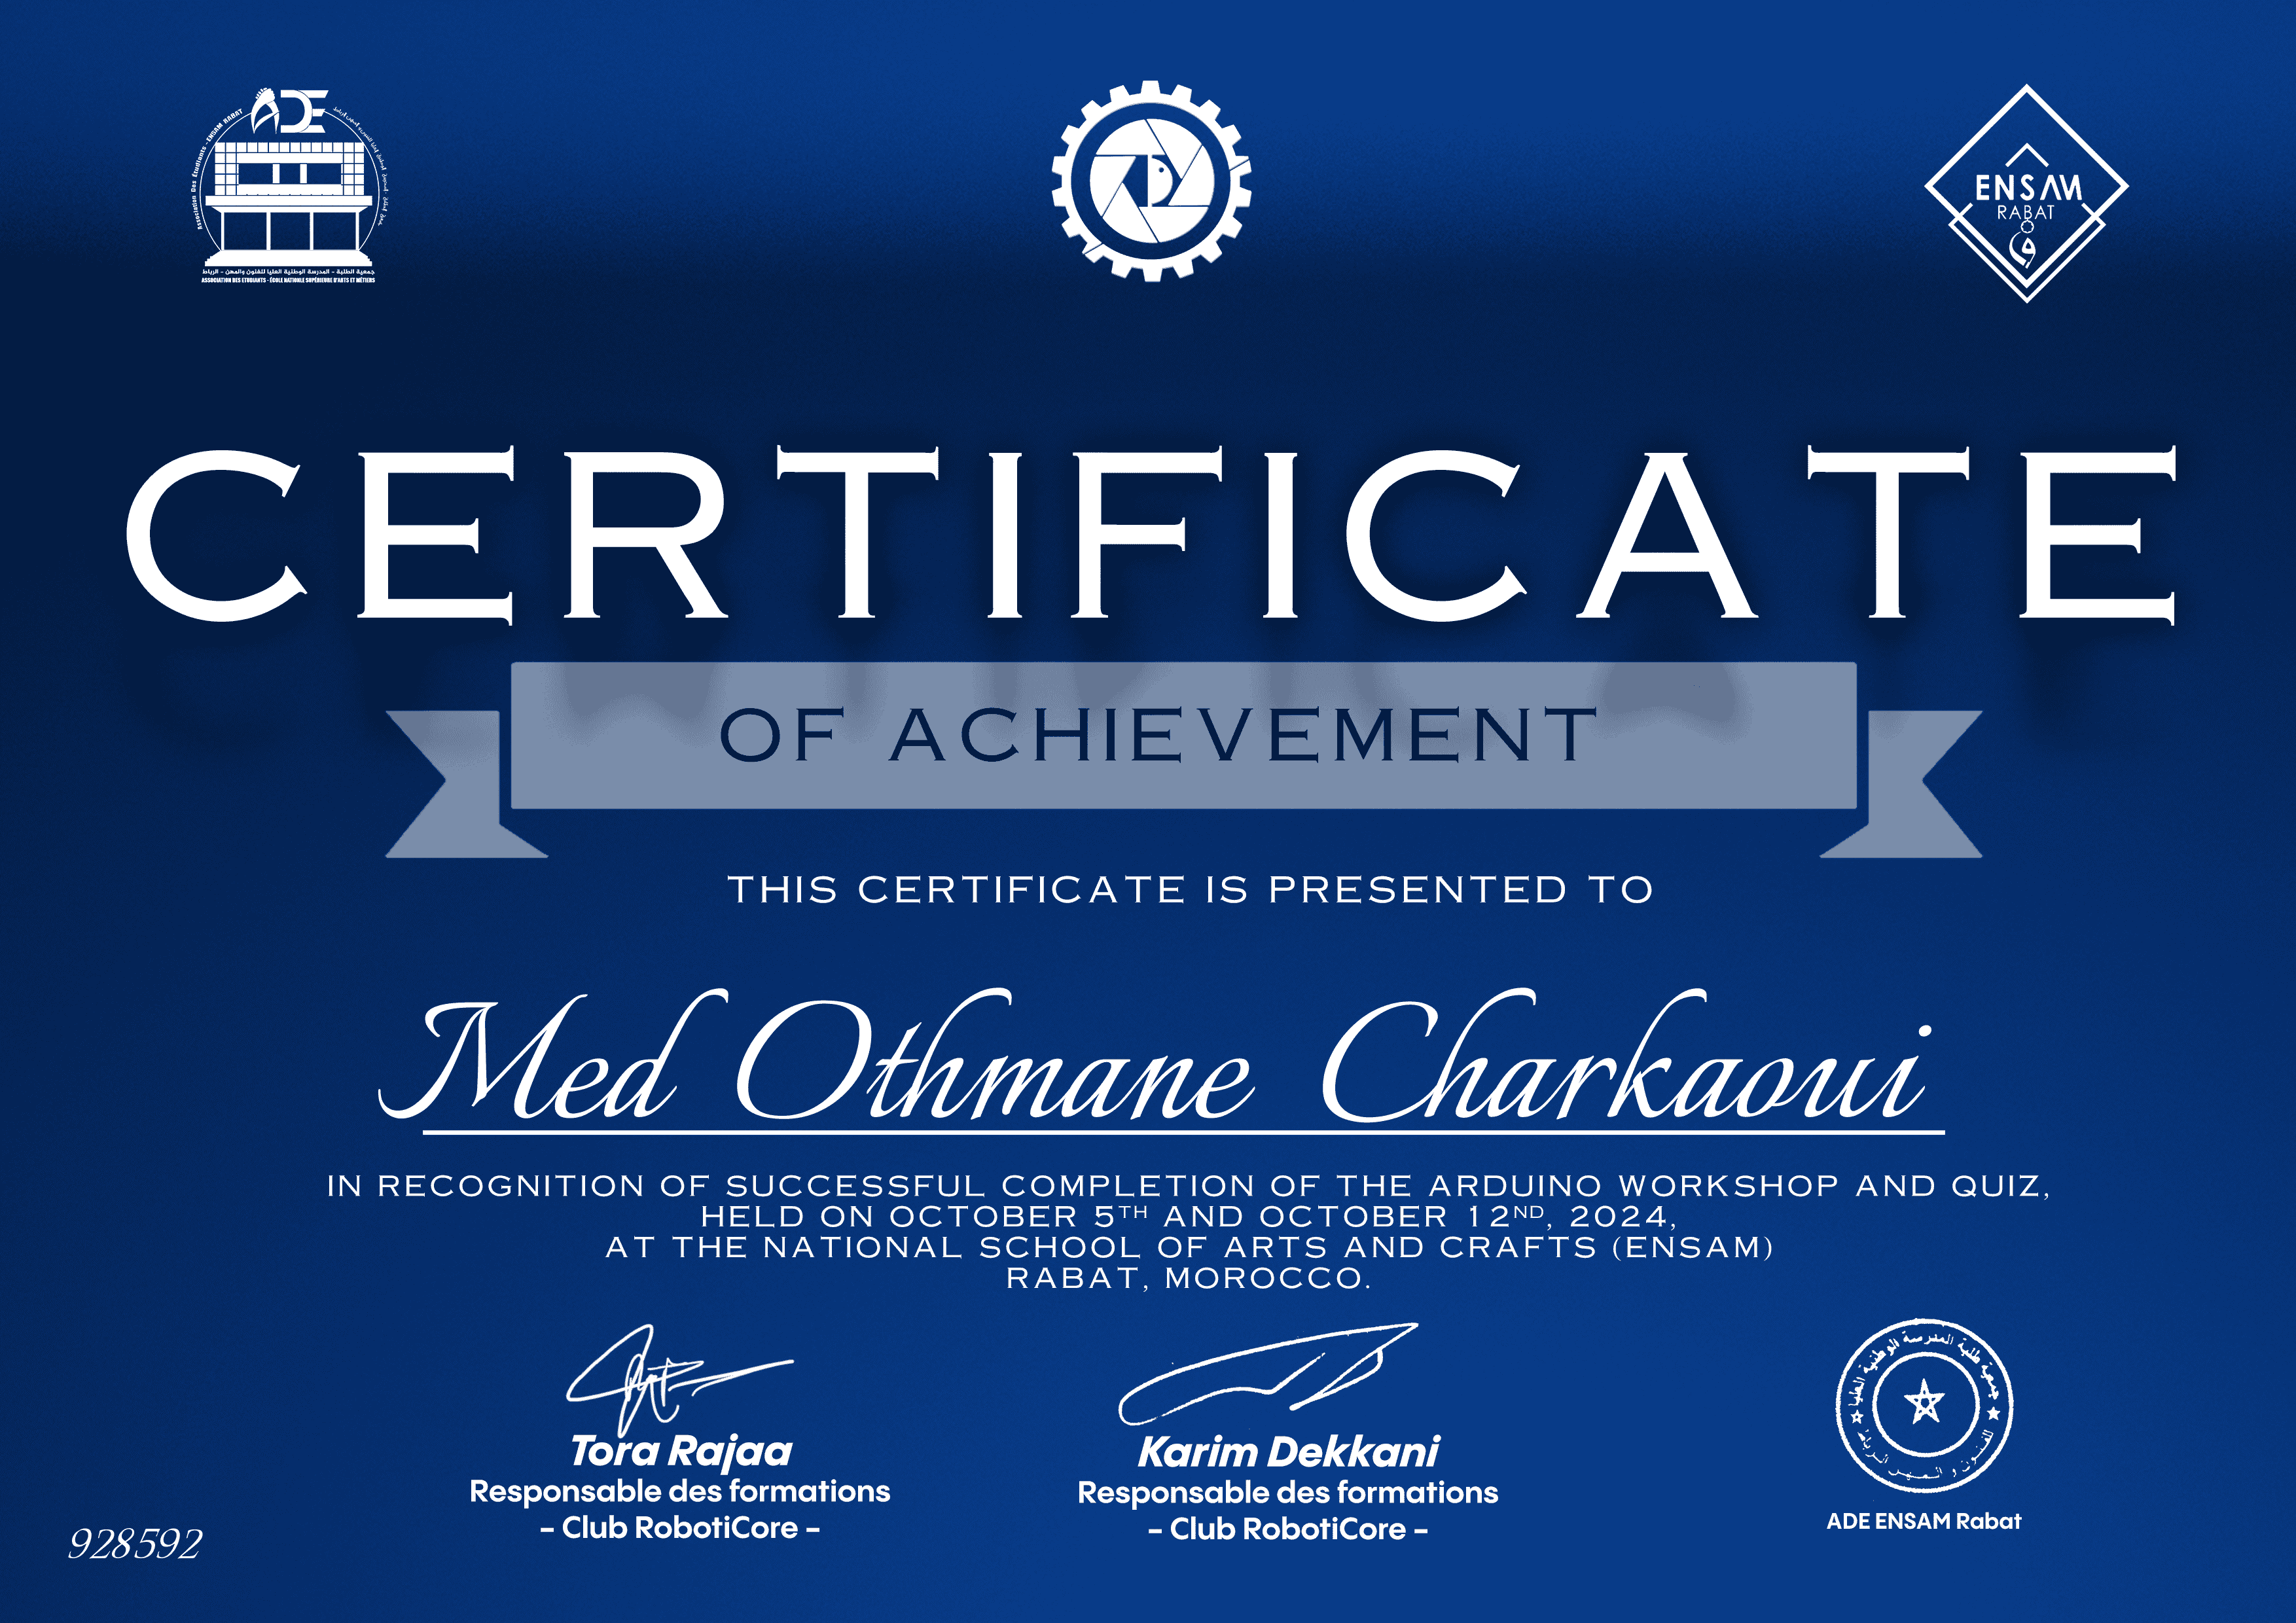 ADE
Association Des Etudiants - ENSAM RABAT
جمعية الطلبة - المدرسة الوطنية العليا للفنون والمهن - الرباط
ASSOCIATION DES ETUDIANTS - ÉCOLE NATIONALE SUPÉRIEURE D'ARTS ET MÉTIERS
ENSAM
RABAT
CERTIFICATE
OF ACHIEVEMENT
THIS CERTIFICATE IS PRESENTED TO
Med Othmane Charkaoui
IN RECOGNITION OF SUCCESSFUL COMPLETION OF THE ARDUINO WORKSHOP AND QUIZ,
HELD ON OCTOBER 5TH AND OCTOBER 12ND, 2024,
AT THE NATIONAL SCHOOL OF ARTS AND CRAFTS (ENSAM)
RABAT, MOROCCO.
Tora Rajaa
Responsable des formations
- Club RobotiCore -
Karim Dekkani
Responsable des formations
- Club RobotiCore -
جمعية طلبة المدرسة الوطنية العليا
للفنون و المهن الرباط
ADE ENSAM Rabat
928592